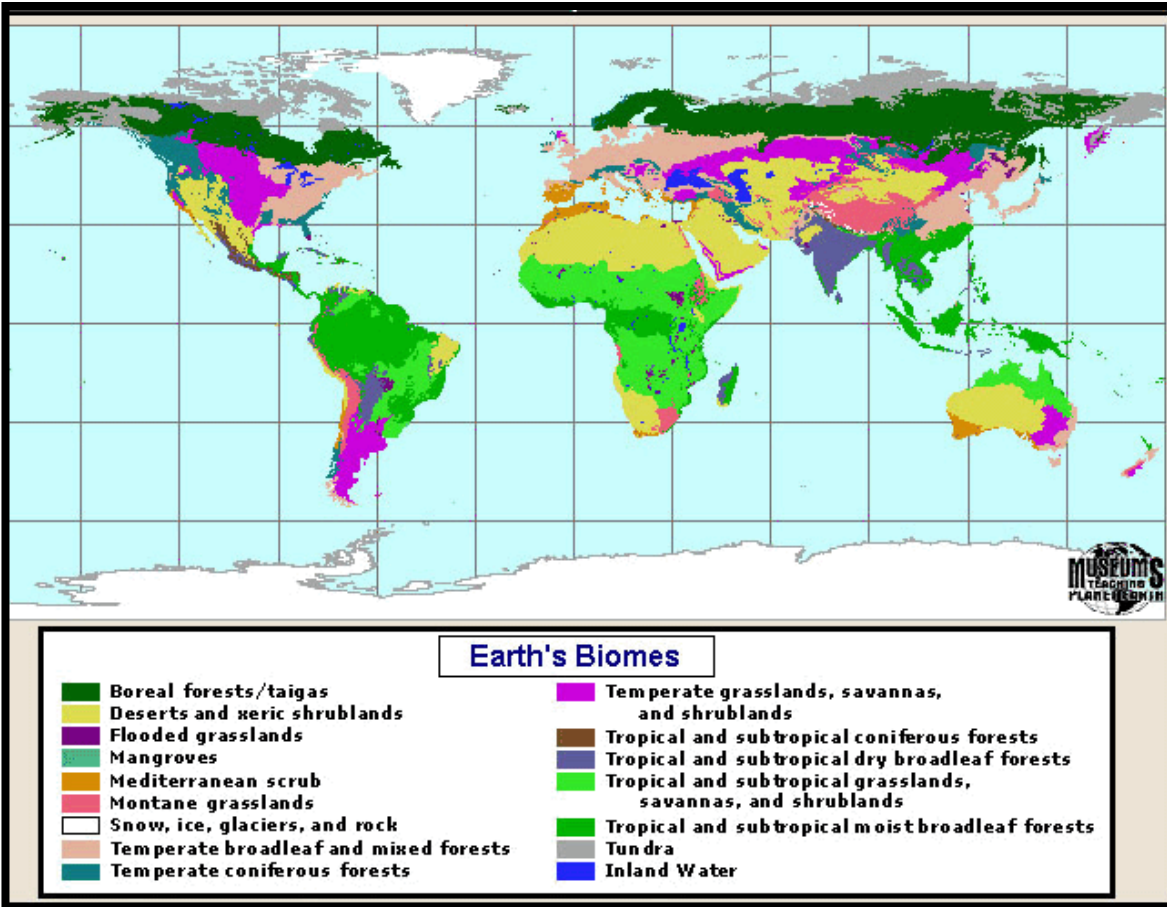 MUSEUMS
TEACHING
PLANET EARTH
Earth's Biomes
Boreal forests/taigas
Deserts and xeric shrublands
Flooded grasslands
Mangroves
Mediterranean scrub
Montane grasslands
Snow, ice, glaciers, and rock
Temperate broadleaf and mixed forests
Temperate coniferous forests
Temperate grasslands, savannas,
and shrublands
Tropical and subtropical coniferous forests
Tropical and subtropical dry broadleaf forests
Tropical and subtropical grasslands,
savannas, and shrublands
Tropical and subtropical moist broadleaf forests
Tundra
Inland Water